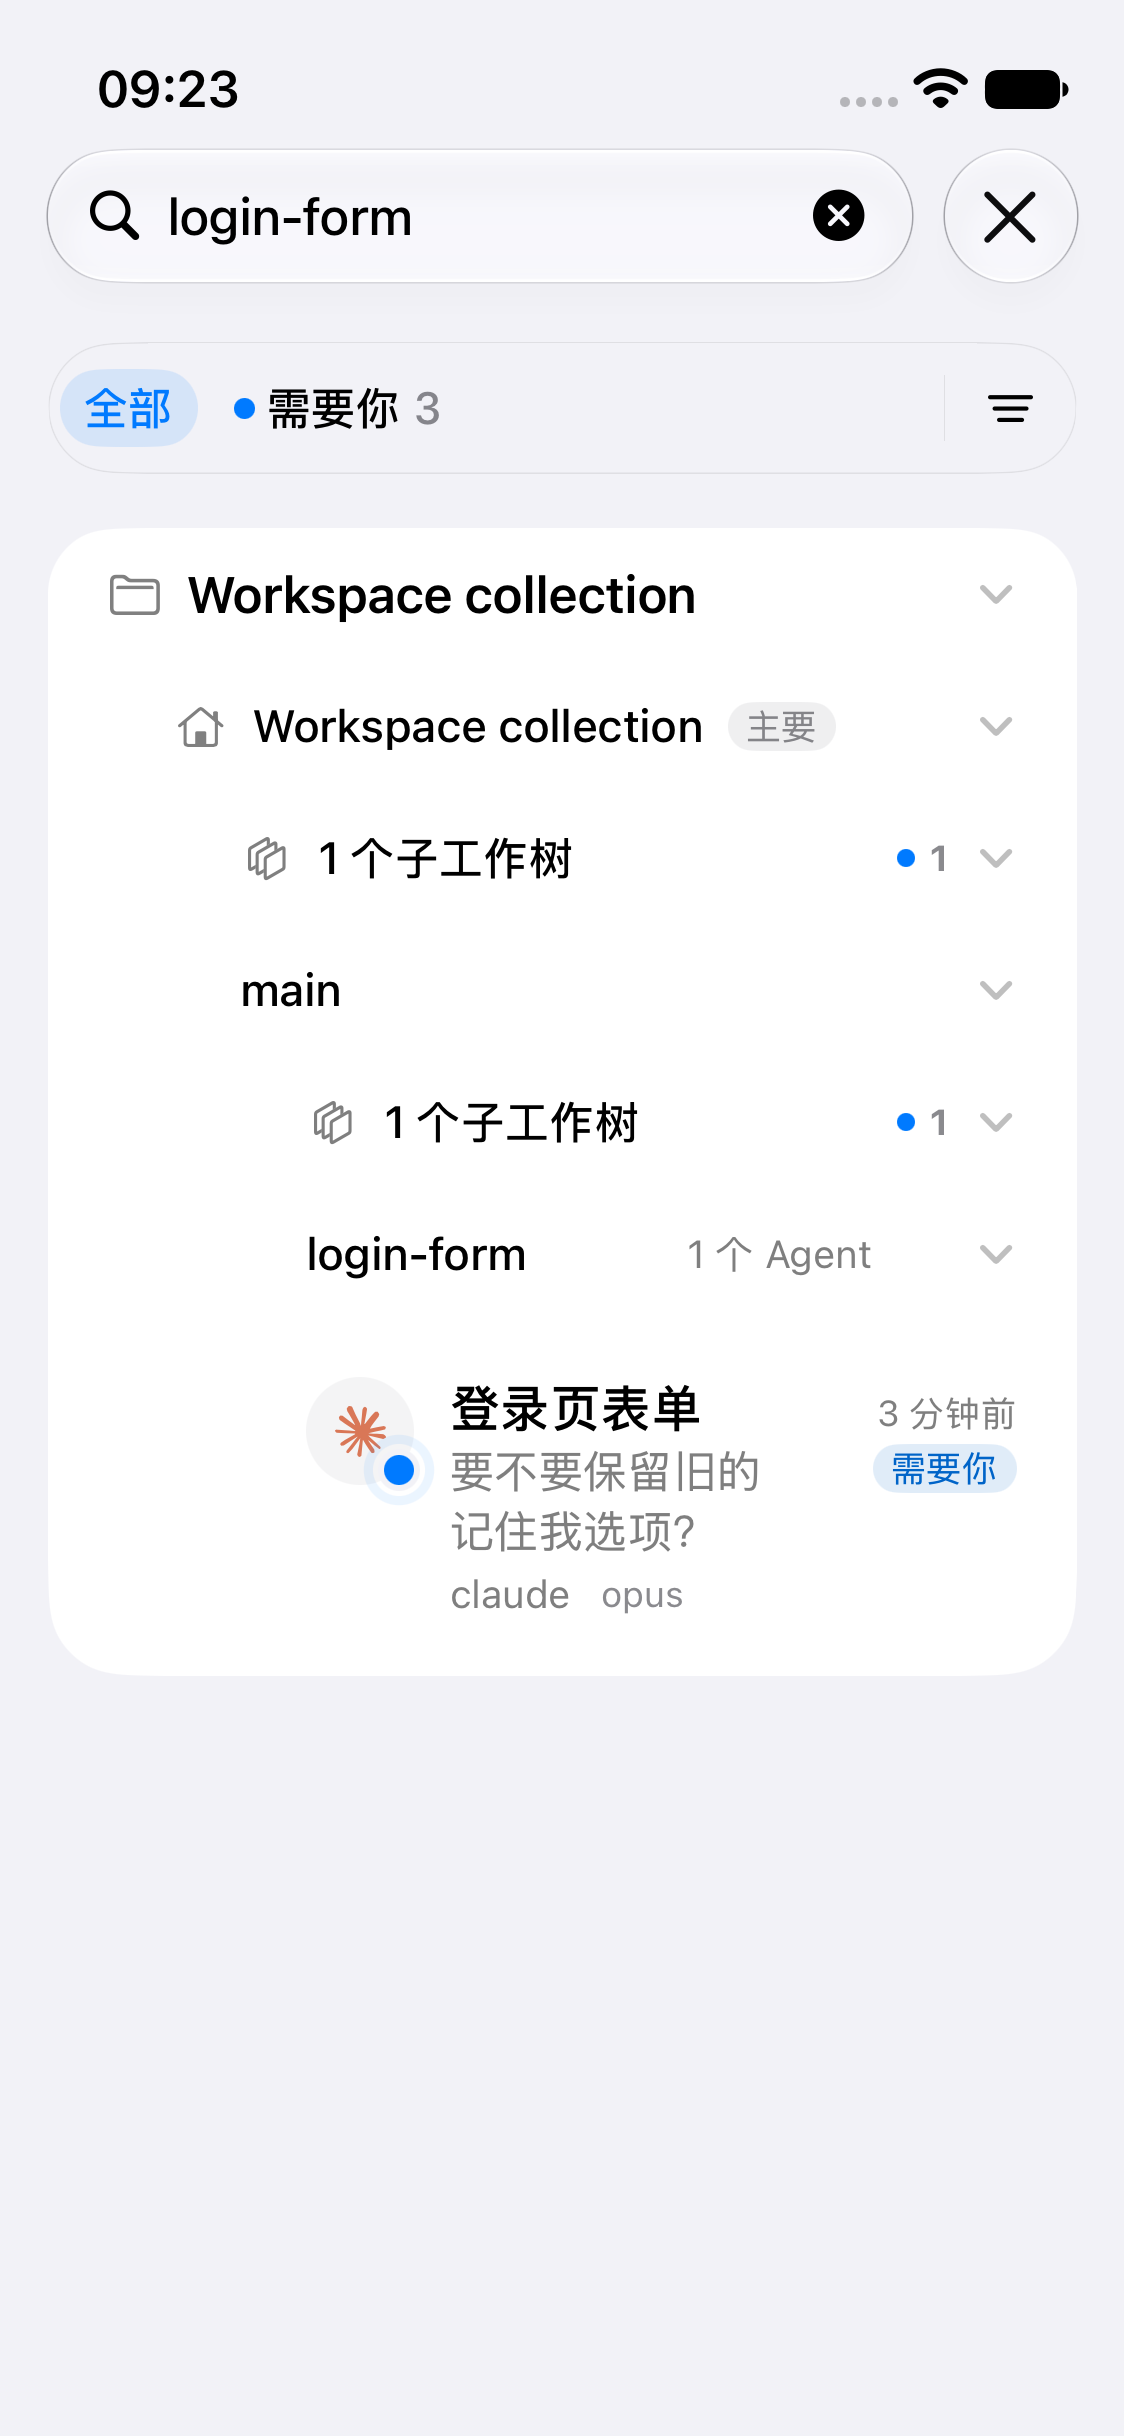 09:23
login-form
全部
需要你 3
Workspace collection
Workspace collection 主要
1 个子工作树 1
main
1 个子工作树 1
login-form 1 个 Agent
登录页表单 3 分钟前
要不要保留旧的 需要你
记住我选项?
claude opus